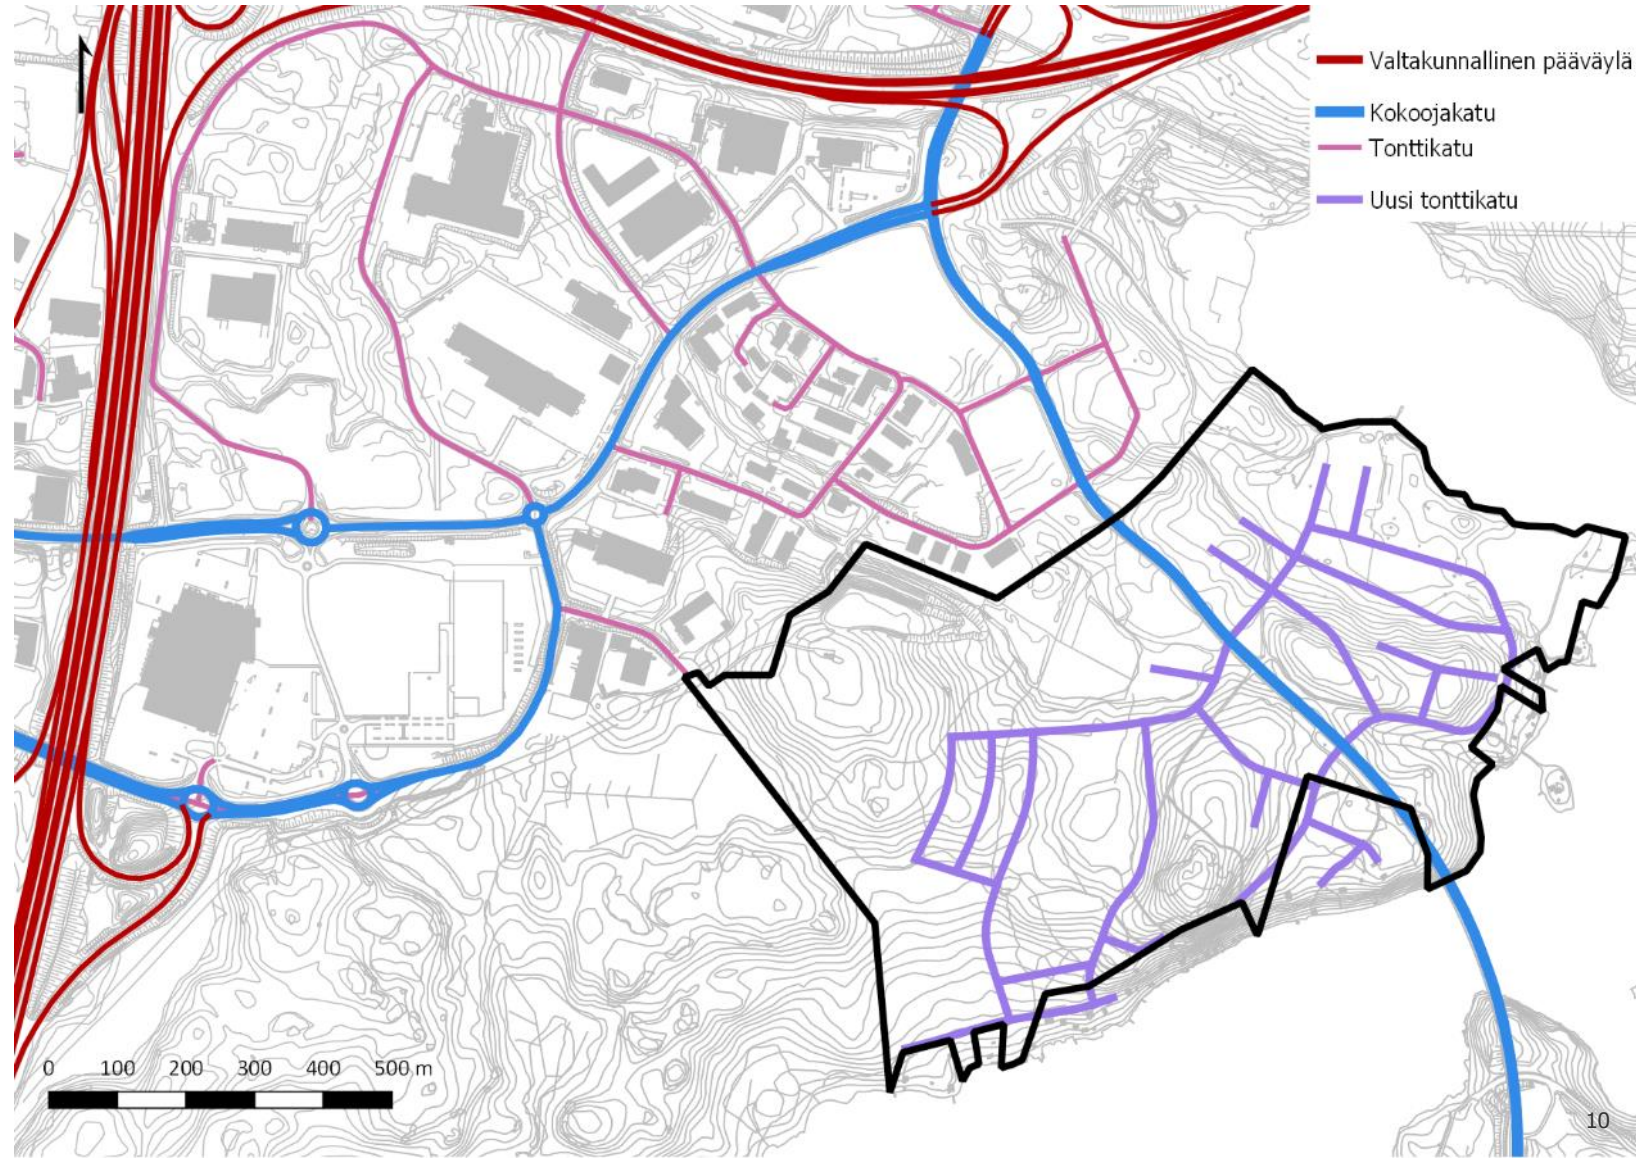 Valtakunnallinen pääväylä
Kokoojakatu
Tonttikatu
Uusi tonttikatu
0 100 200 300 400 500 m
10